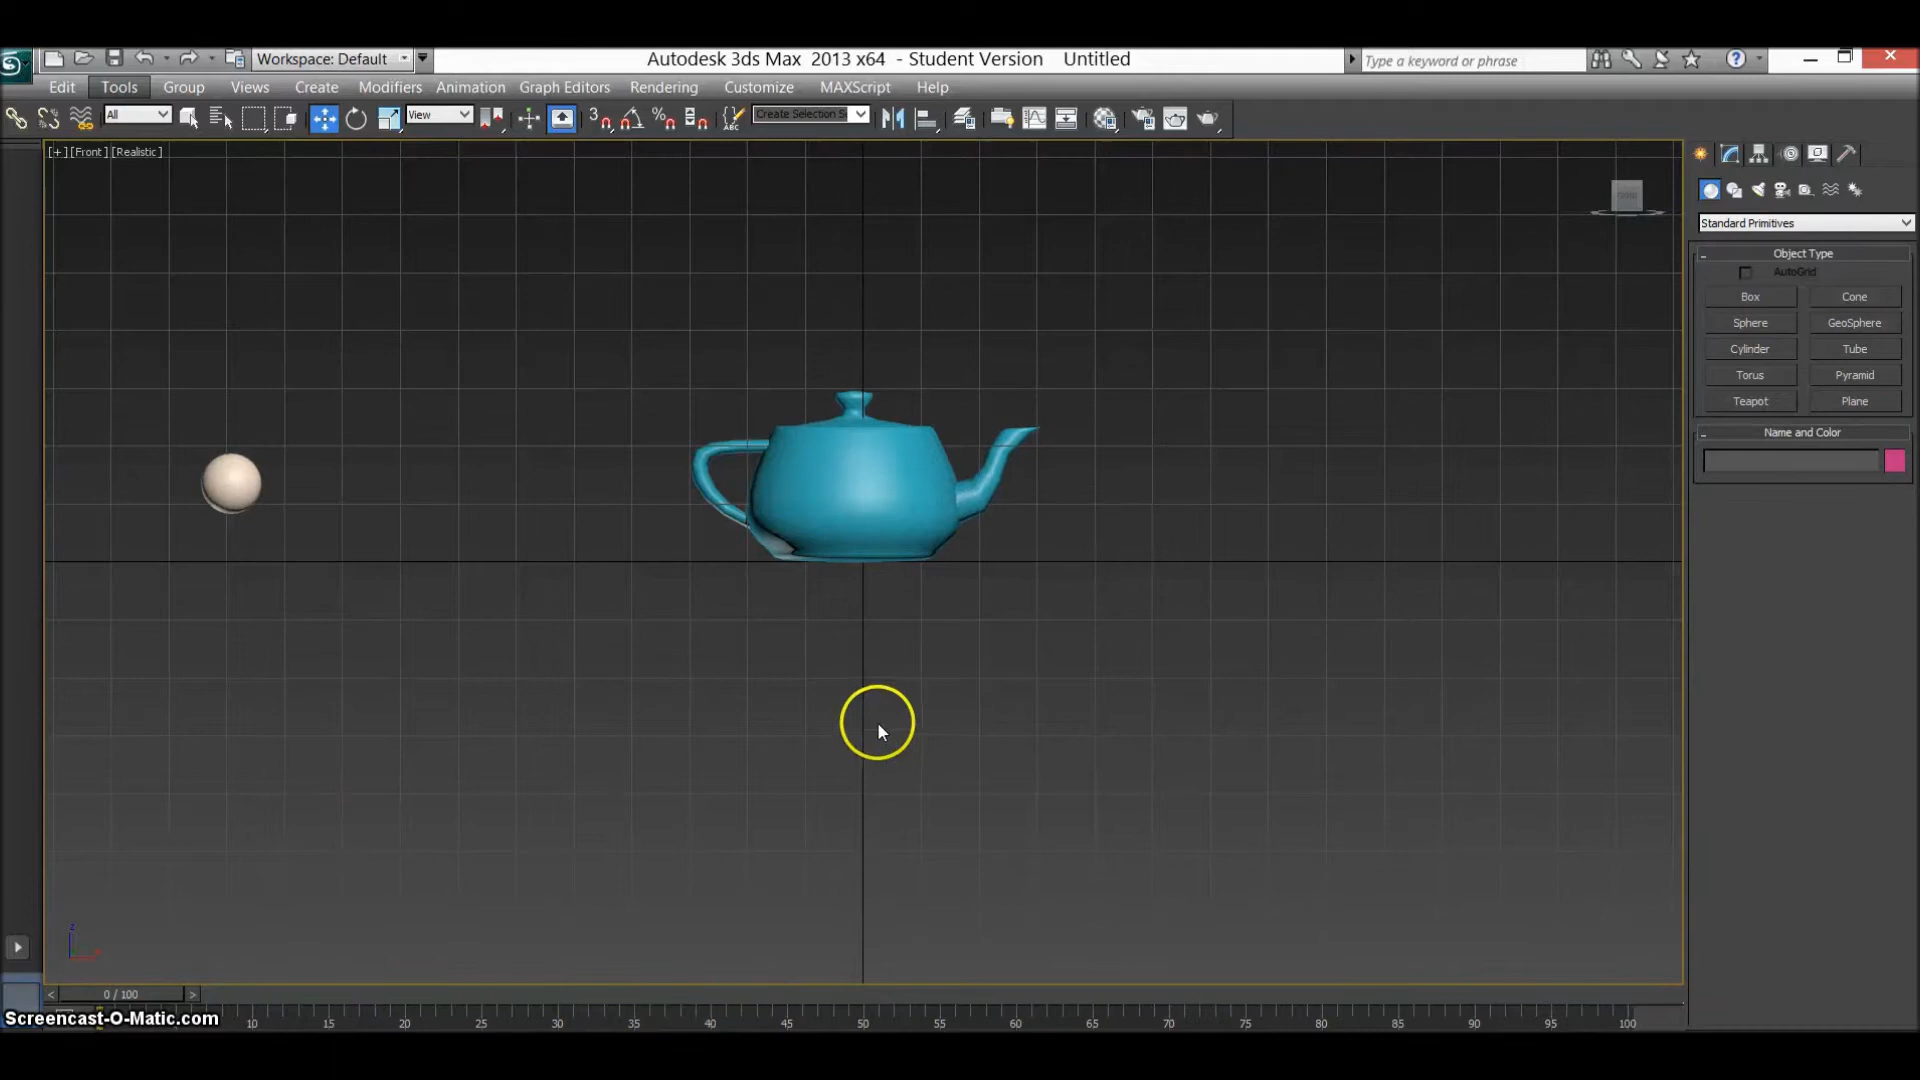 Workspace: Default
Autodesk 3ds Max 2013 x64 - Student Version Untitled
Type a keyword or phrase
Edit Tools Group Views Create Modifiers Animation Graph Editors Rendering Customize MAXScript Help
All
View
3
ABC
Create Selection S
[+] [Front] [Realistic]
Standard Primitives
Object Type
AutoGrid
Box Cone
Sphere GeoSphere
Cylinder Tube
Torus Pyramid
Teapot Plane
Name and Color
z
< 0 / 100 >
10 15 20 25 30 35 40 45 50 55 60 65 70 75 80 85 90 95 100
Screencast-O-Matic.com